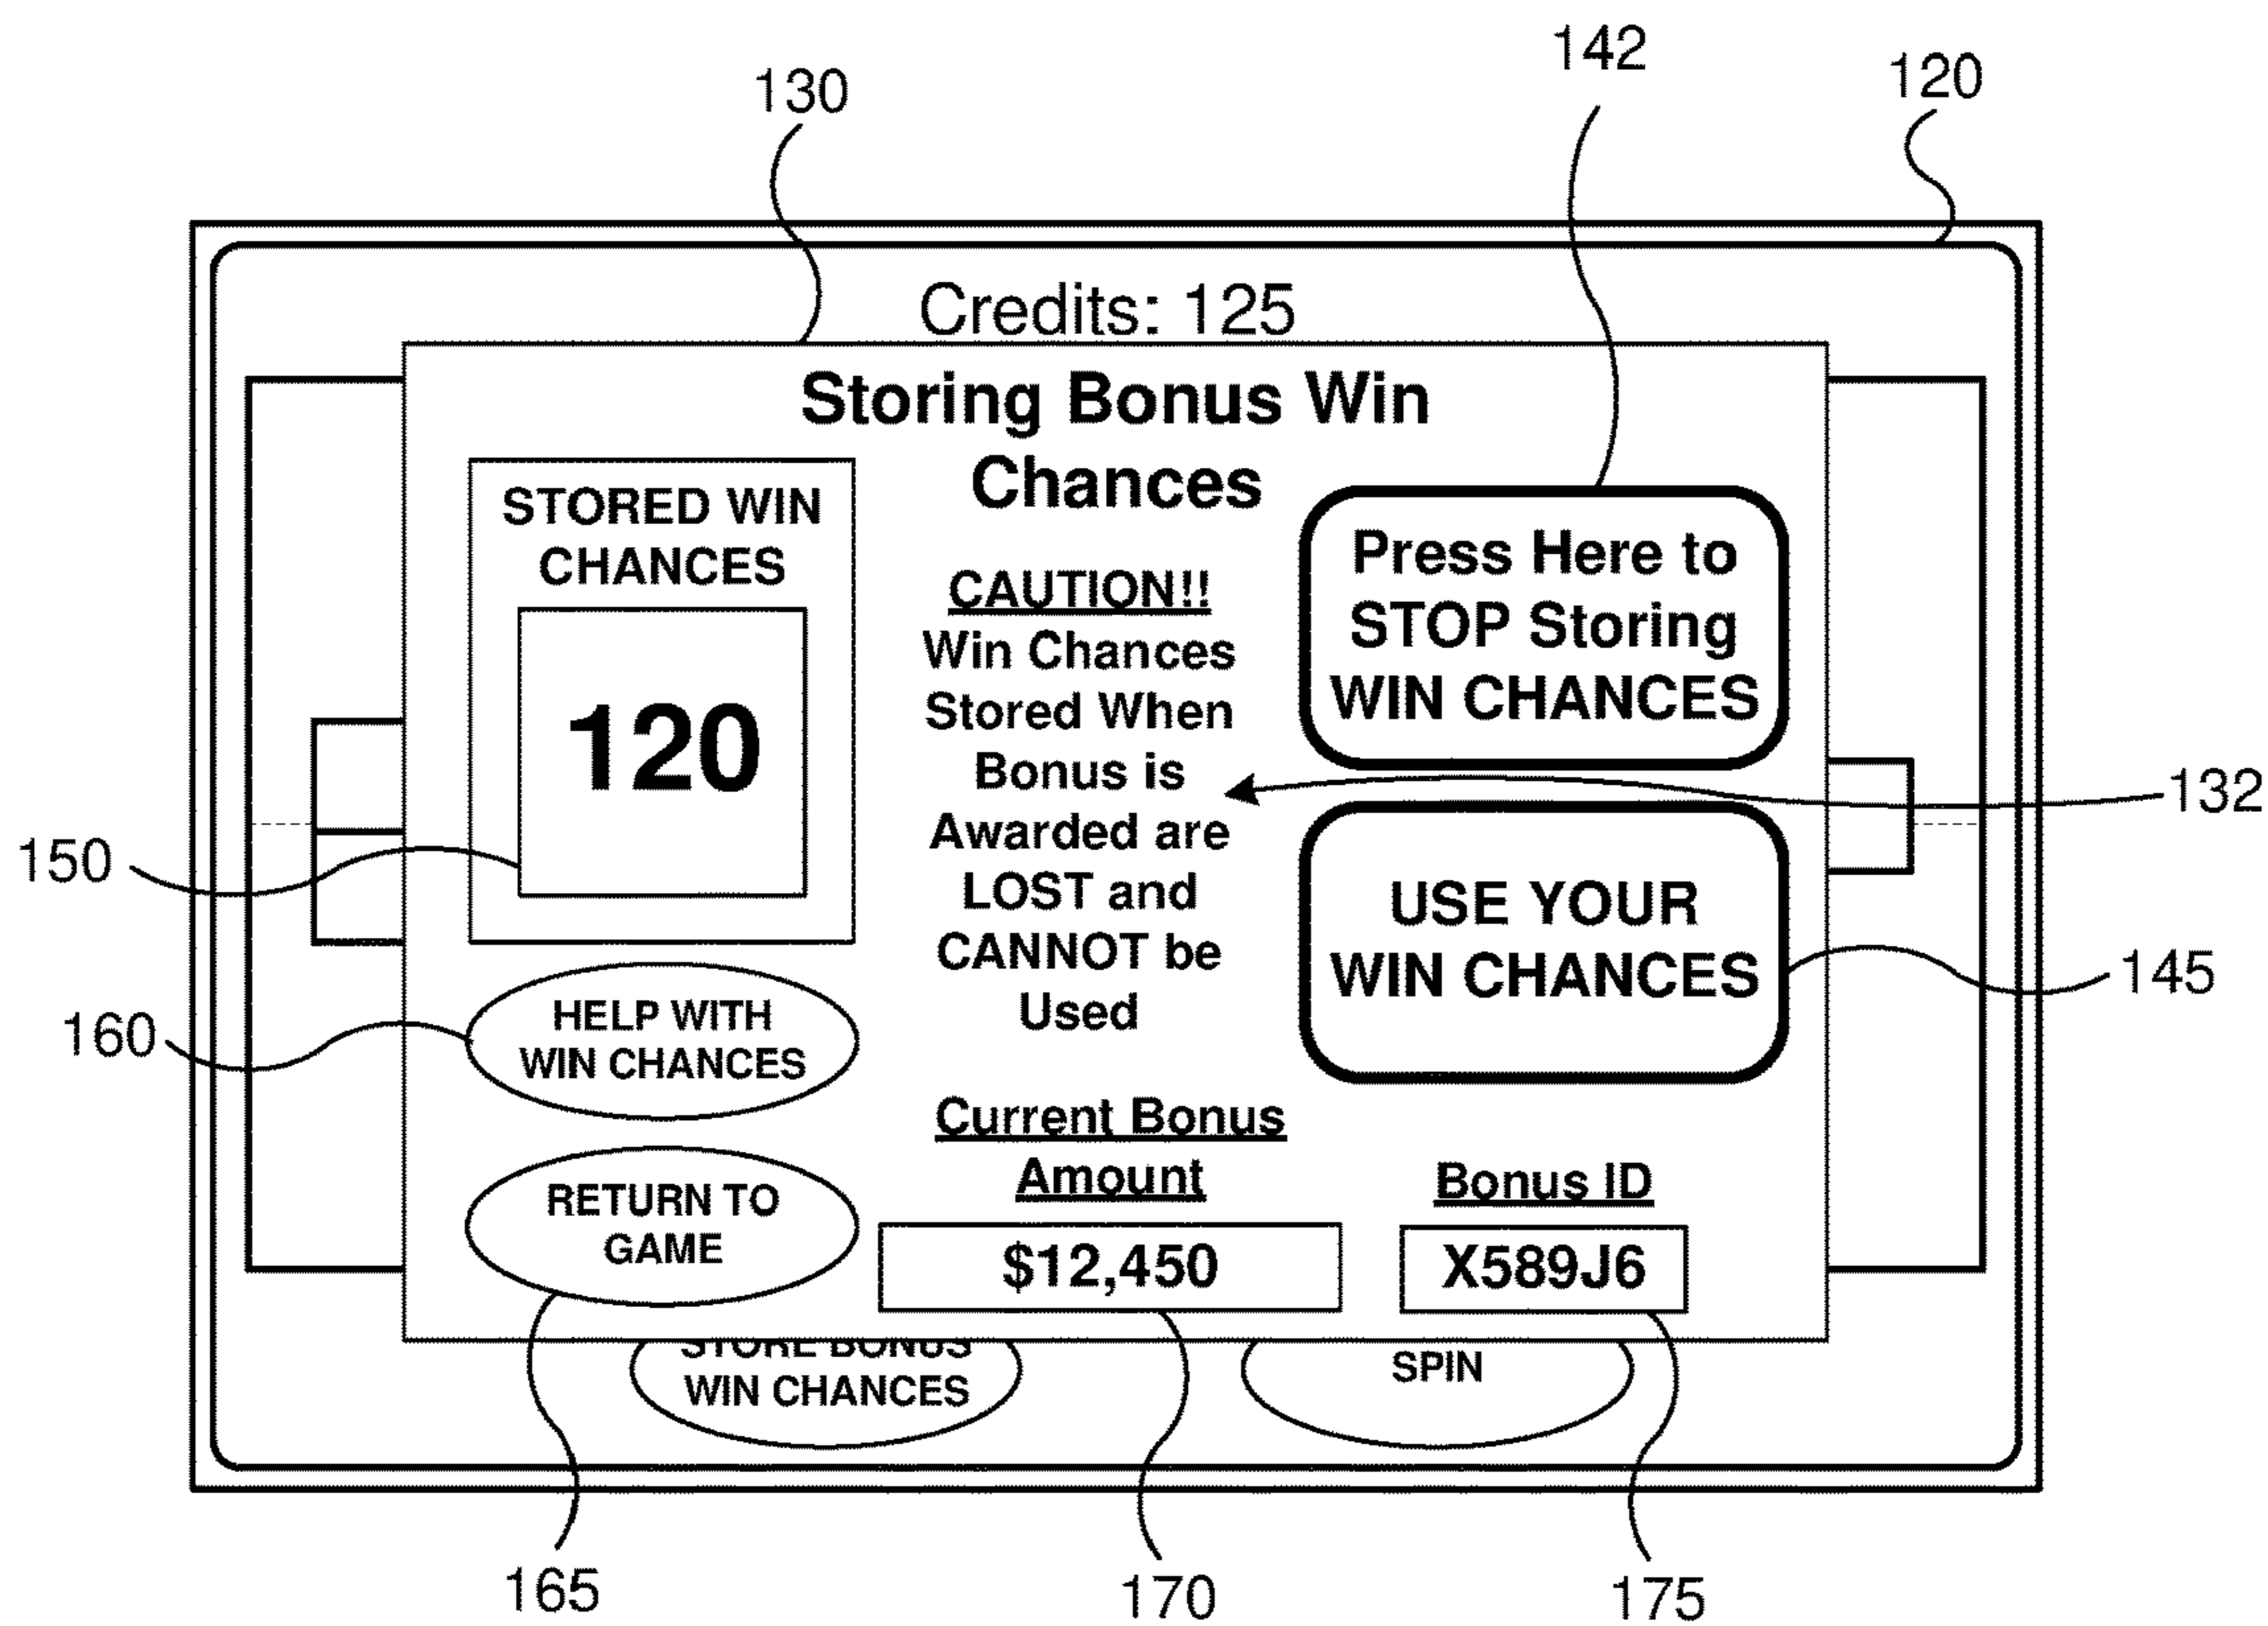 142
120
130
Credits: 125
Storing Bonus Win
Chances
STORED WIN
CHANCES
120
CAUTION!!
Win Chances
Stored When
Bonus is
Awarded are
LOST and
CANNOT be
Used
Press Here to
STOP Storing
WIN CHANCES
132
USE YOUR
WIN CHANCES
150
145
160
HELP WITH
WIN CHANCES
RETURN TO
GAME
Current Bonus
Amount
$12,450
Bonus ID
X589J6
STORE BONUS
WIN CHANCES
SPIN
165
170
175